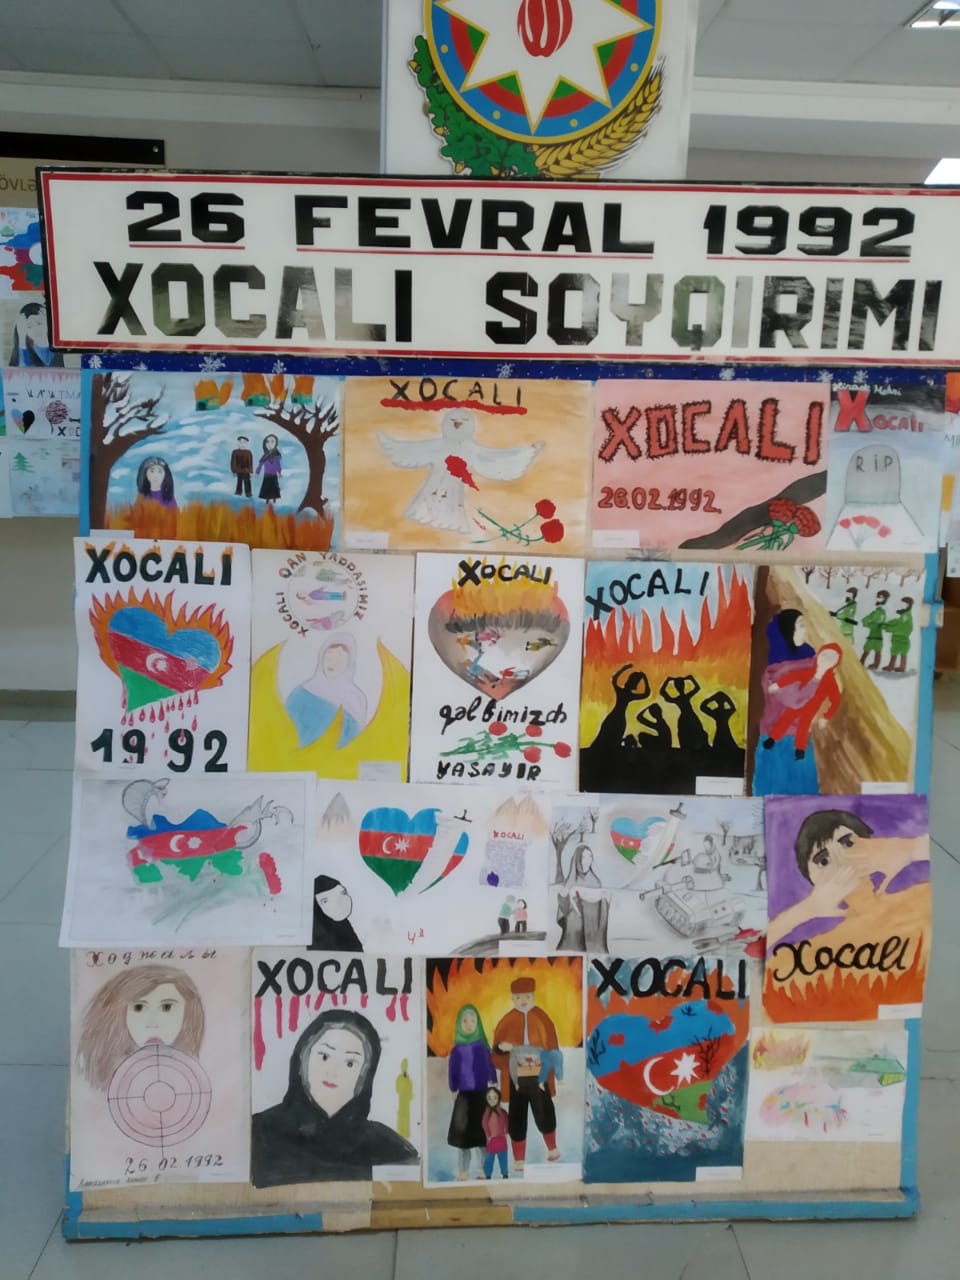 26 FEVRAL 1992
XOCALI SOYQIRIMI
XOCALI
XOCALI
26.02.1992.
XOCALI
R.I.P
XOCALI
1992
XOCALI QAN YADDAŞIMIZ
XOCALI
qəlbimizdə
YAŞAYIR
XOCALI
XOCALI
Xocalı
Ходжалы
26.02.1992
XOCALI
XOCALI